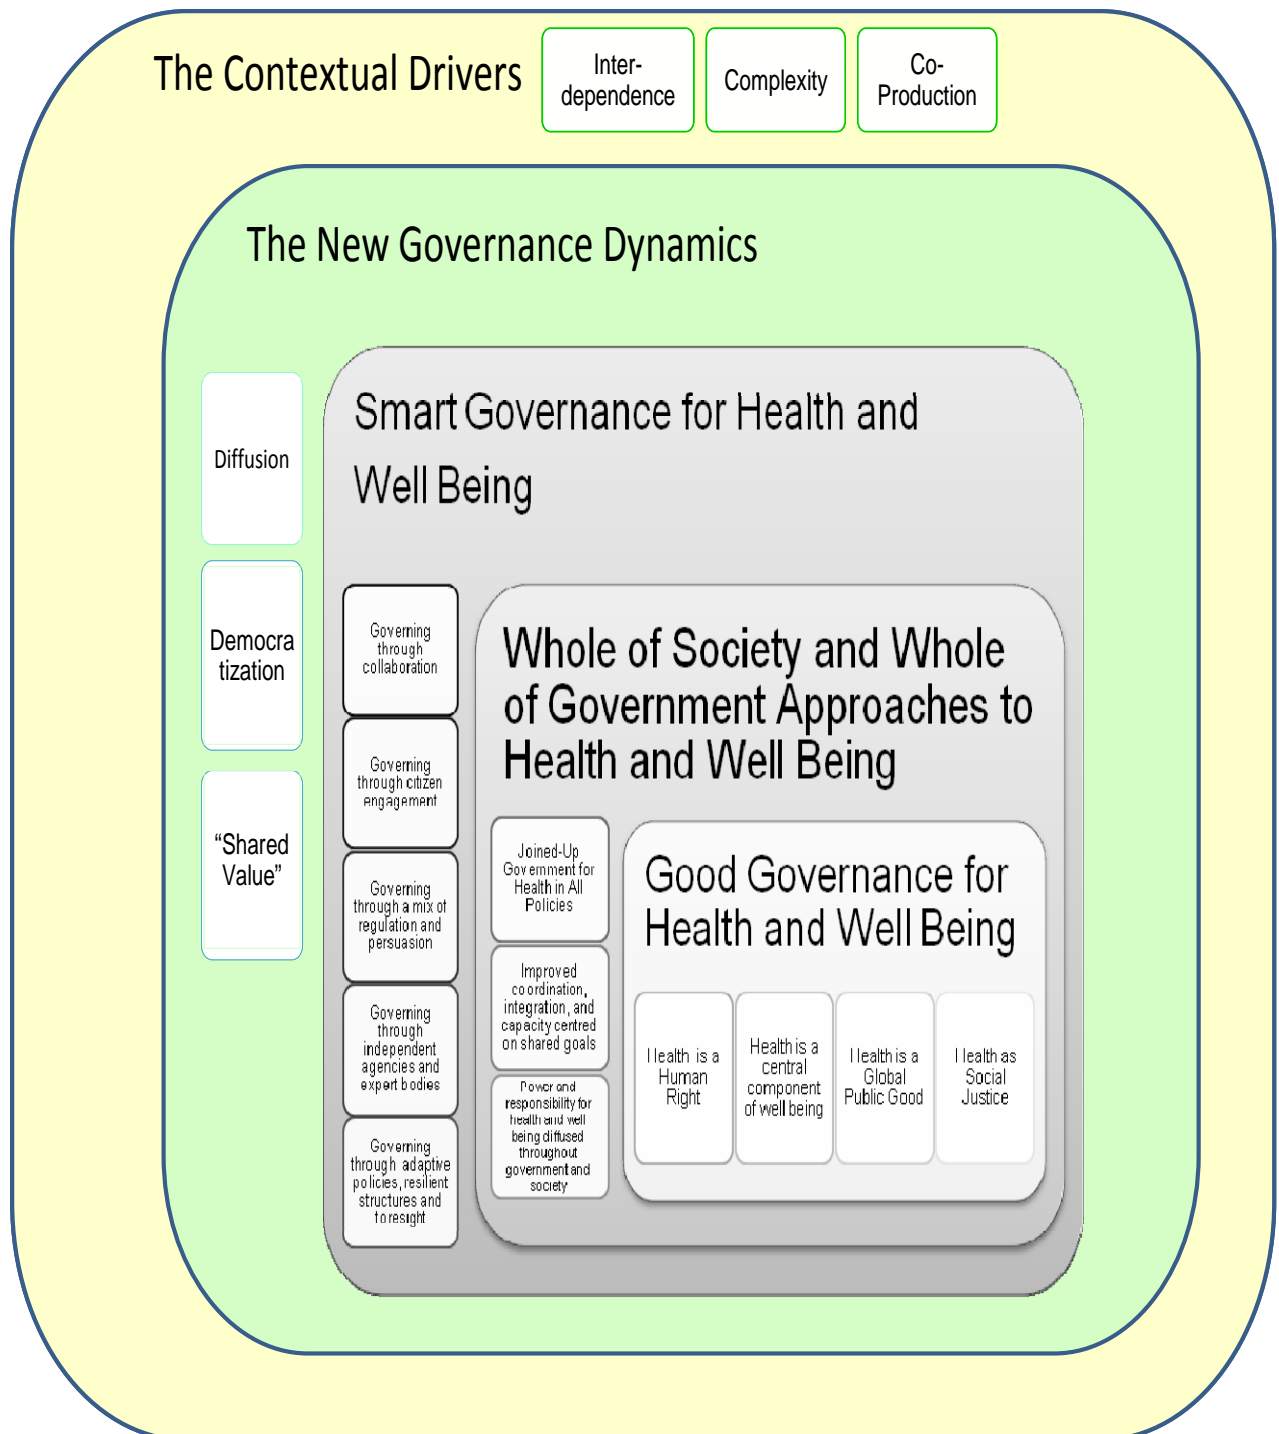 The Contextual Drivers
Inter-
dependence
Complexity
Co-
Production
The New Governance Dynamics
Diffusion
Democra
tization
“Shared
Value”
Smart Governance for Health and
Well Being
Governing
through
collaboration
Governing
through citizen
engagement
Governing
through a mix of
regulation and
persuasion
Governing
through
independent
agencies and
expert bodies
Governing
through adaptive
policies, resilient
structures and
foresight
Whole of Society and Whole
of Government Approaches to
Health and Well Being
Joined-Up
Government for
Health in All
Policies
Improved
coordination,
integration, and
capacity centred
on shared goals
Power and
responsibility for
health and well
being diffused
throughout
government and
society
Good Governance for
Health and Well Being
Health is a
Human
Right
Health is a
central
component
of well being
Health is a
Global
Public Good
Health as
Social
Justice